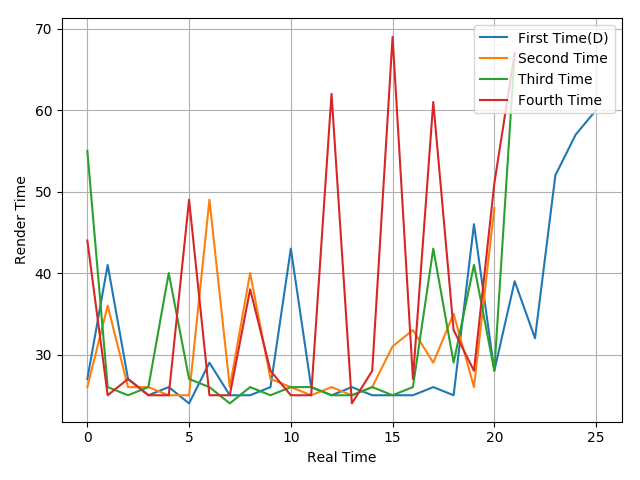 First Time(D)
Second Time
Third Time
Fourth Time
70
60
50
40
30
Render Time
0 5 10 15 20 25
Real Time